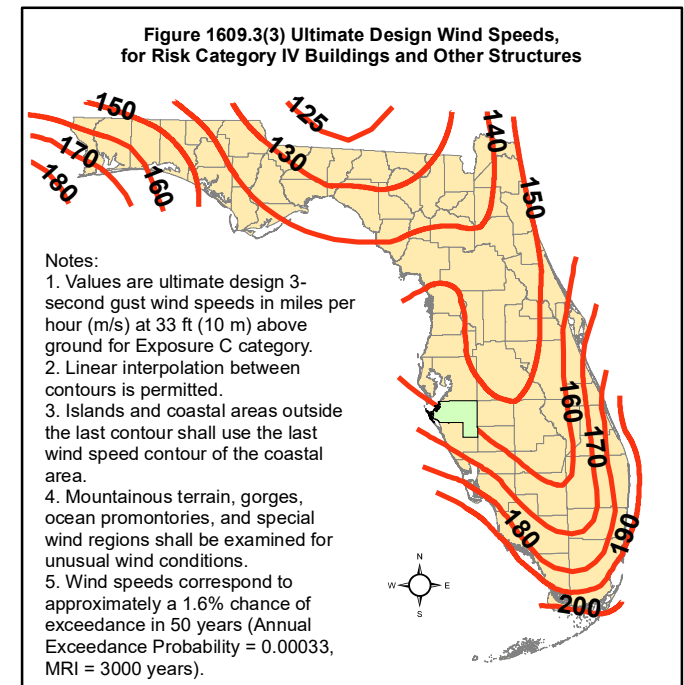 Figure 1609.3(3) Ultimate Design Wind Speeds,
for Risk Category IV Buildings and Other Structures
125
150
130
140
170
180
160
150
Notes:
1. Values are ultimate design 3-
second gust wind speeds in miles per
hour (m/s) at 33 ft (10 m) above
ground for Exposure C category.
2. Linear interpolation between
contours is permitted.
3. Islands and coastal areas outside
the last contour shall use the last
wind speed contour of the coastal
area.
4. Mountainous terrain, gorges,
ocean promontories, and special
wind regions shall be examined for
unusual wind conditions.
5. Wind speeds correspond to
approximately a 1.6% chance of
exceedance in 50 years (Annual
Exceedance Probability = 0.00033,
MRI = 3000 years).
160
170
180
190
200
N
W E
S